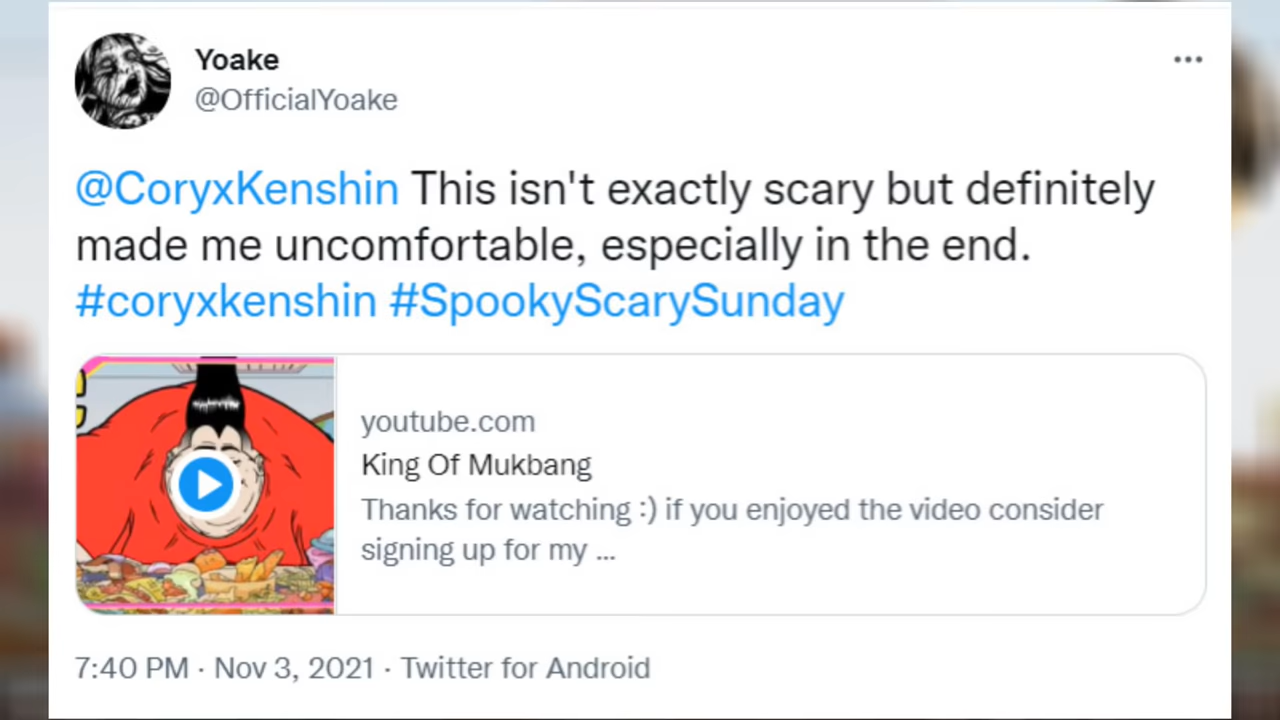 Yoake
@OfficialYoake
@CoryxKenshin This isn't exactly scary but definitely
made me uncomfortable, especially in the end.
#coryxkenshin #SpookyScarySunday
youtube.com
King Of Mukbang
Thanks for watching :) if you enjoyed the video consider
signing up for my ...
7:40 PM · Nov 3, 2021 · Twitter for Android